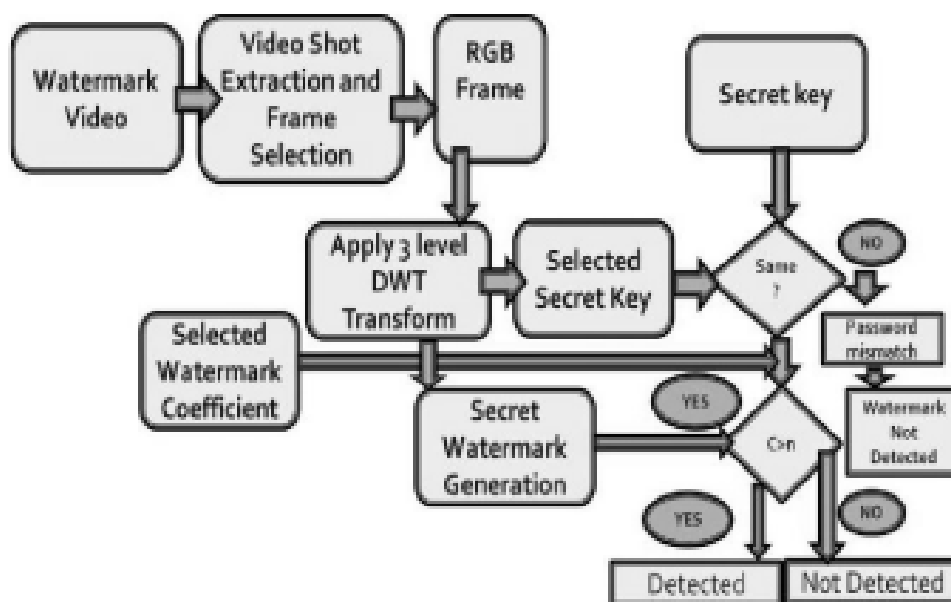 Watermark
Video
Video Shot
Extraction and
Frame
Selection
RGB
Frame
Secret key
Apply 3 level
DWT
Transform
Selected
Secret Key
Same
?
NO
Password
mismatch
Watermark
Not
Detected
Selected
Watermark
Coefficient
Secret
Watermark
Generation
YES
C>n
YES
NO
Detected
Not Detected